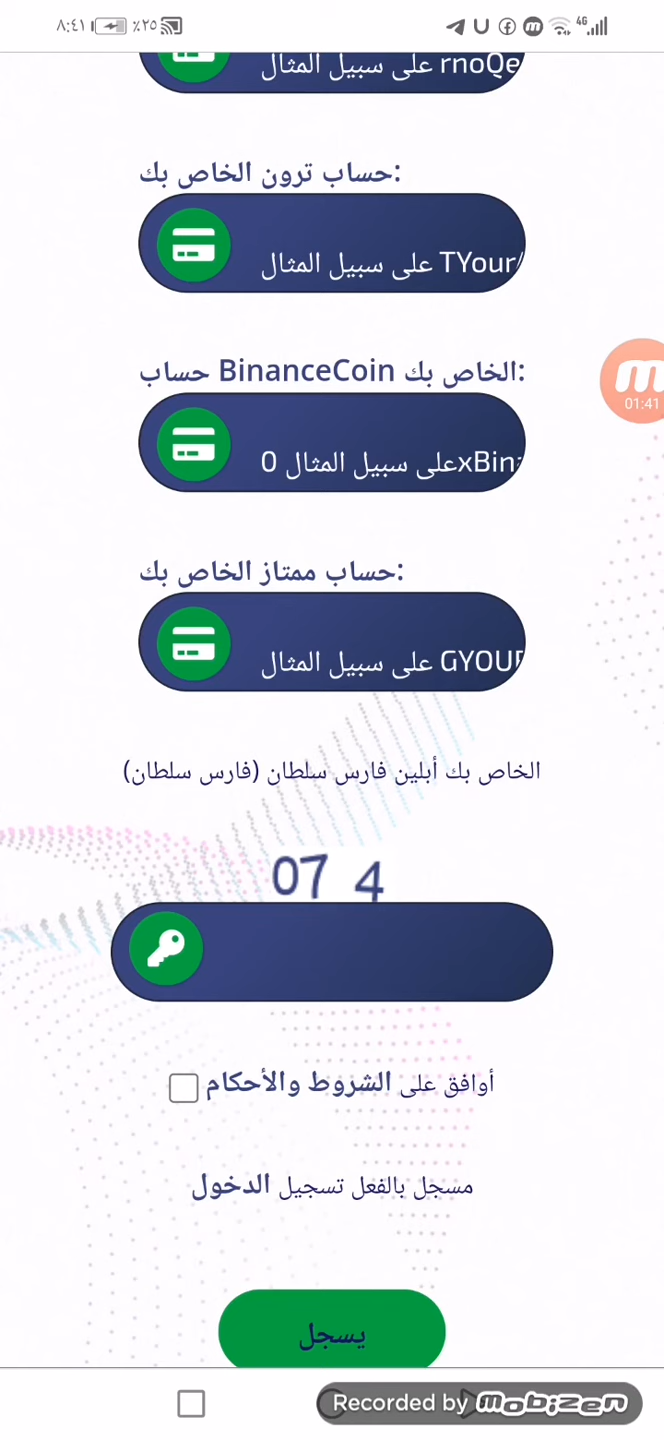 ٨:٤١ ٪٢٥ 4G
على سبيل المثال rnoQe
حساب ترون الخاص بك:
على سبيل المثال TYour
حساب BinanceCoin الخاص بك:
على سبيل المثال 0xBin
حساب ممتاز الخاص بك:
على سبيل المثال GYOU
الخاص بك أبلين فارس سلطان (فارس سلطان)
07 4
أوافق على الشروط والأحكام
مسجل بالفعل تسجيل الدخول
يسجل
01:41
Recorded by mobizen